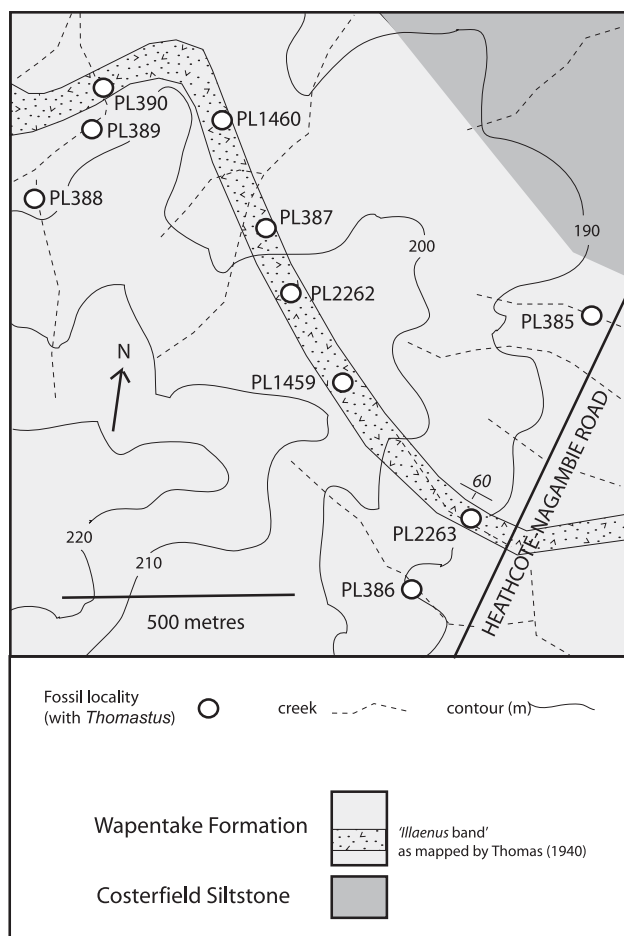 PL390
PL1460
PL389
PL388
PL387
200
190
PL2262
PL385
N
PL1459
60
HEATHCOTE-NAGAMBIE ROAD
220
210
PL2263
PL386
500 metres
Fossil locality
(with Thomastus)
creek
contour (m)
Wapentake Formation
'Illaenus band'
as mapped by Thomas (1940)
Costerfield Siltstone